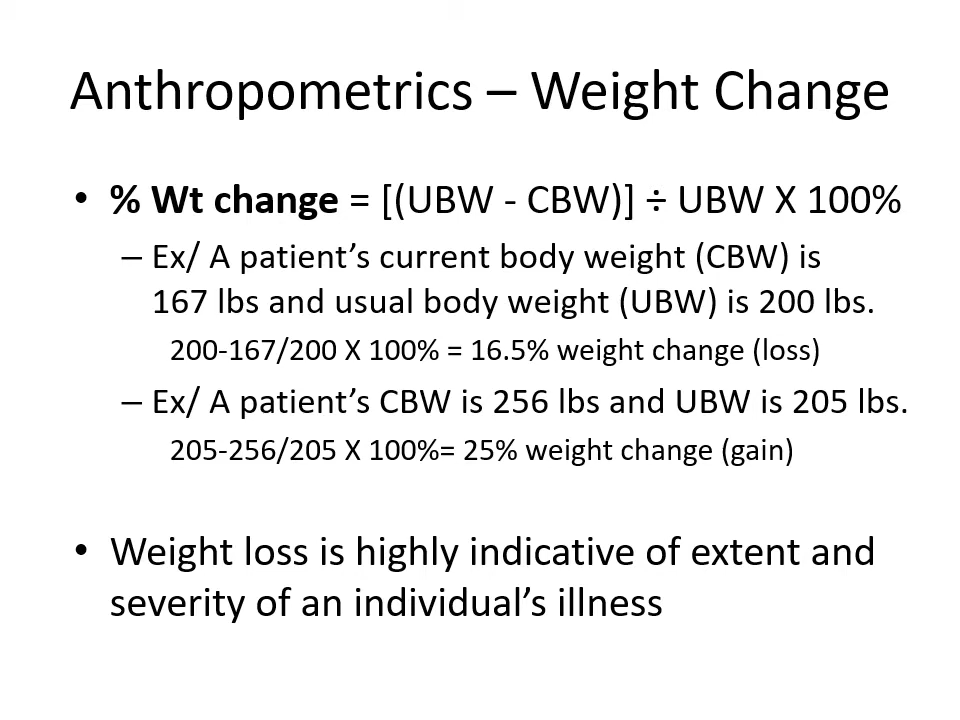 Anthropometrics – Weight Change
• % Wt change = [(UBW - CBW)] ÷ UBW X 100%
– Ex/ A patient’s current body weight (CBW) is
167 lbs and usual body weight (UBW) is 200 lbs.
200-167/200 X 100% = 16.5% weight change (loss)
– Ex/ A patient’s CBW is 256 lbs and UBW is 205 lbs.
205-256/205 X 100%= 25% weight change (gain)
• Weight loss is highly indicative of extent and
severity of an individual’s illness